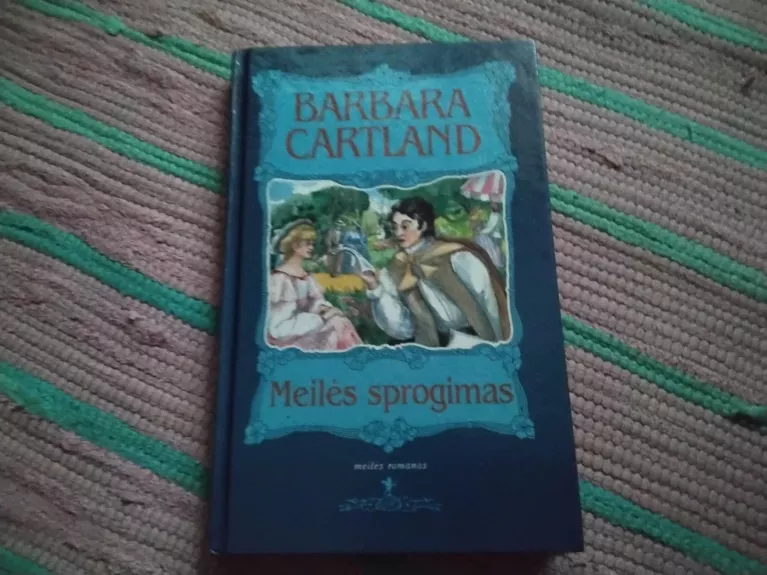 BARBARA
CARTLAND
Meilės sprogimas
meilės romanas